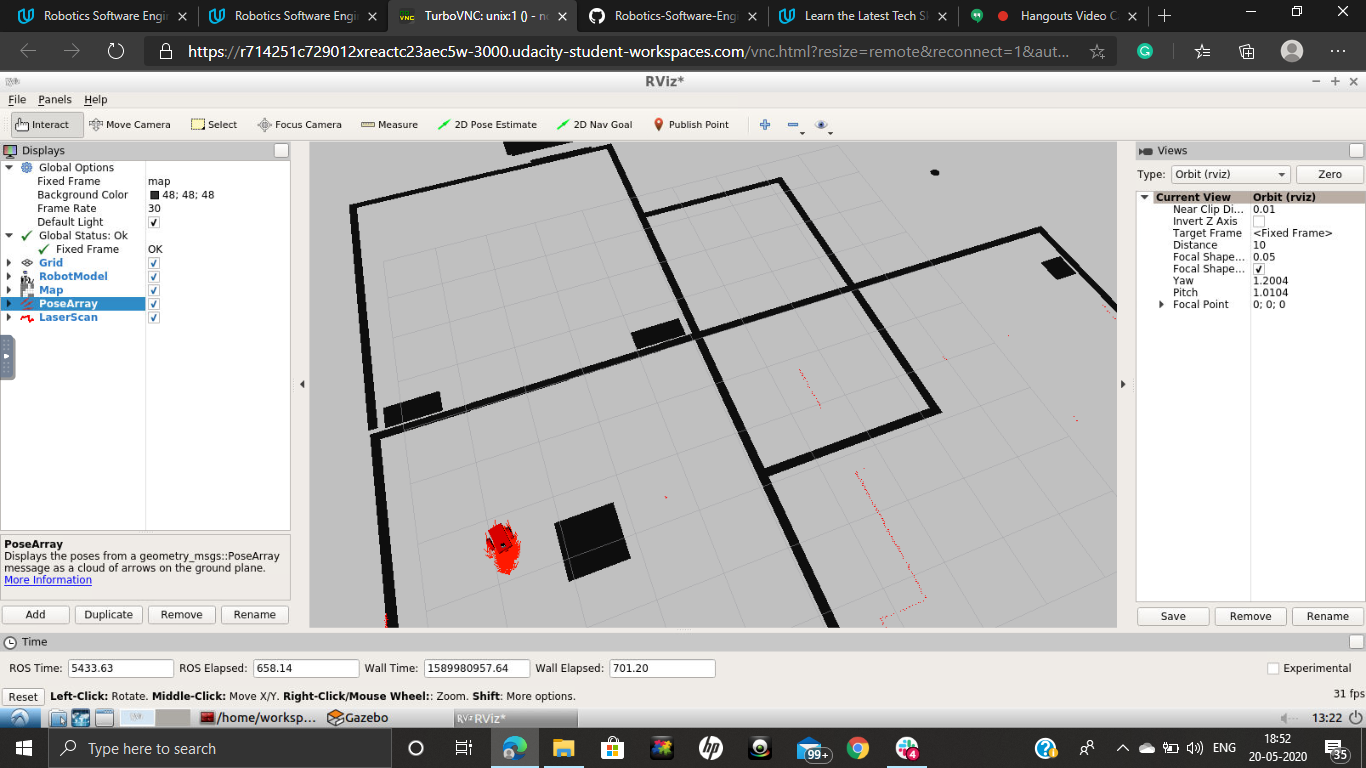 Robotics Software Engi
Robotics Software Engi
TurboVNC: unix:1 () - no
Robotics-Software-Engi
Learn the Latest Tech Sk
Hangouts Video C
https://r714251c729012xreactc23aec5w-3000.udacity-student-workspaces.com/vnc.html?resize=remote&reconnect=1&aut...
RViz*
File Panels Help
Interact Move Camera Select Focus Camera Measure 2D Pose Estimate 2D Nav Goal Publish Point
Displays
Global Options
Fixed Frame map
Background Color 48; 48; 48
Frame Rate 30
Default Light
Global Status: Ok
Fixed Frame OK
Grid
RobotModel
Map
PoseArray
LaserScan
PoseArray
Displays the poses from a geometry_msgs::PoseArray
message as a cloud of arrows on the ground plane.
More Information
Add Duplicate Remove Rename
Views
Type: Orbit (rviz) Zero
Current View Orbit (rviz)
Near Clip Di... 0.01
Invert Z Axis
Target Frame <Fixed Frame>
Distance 10
Focal Shape... 0.05
Focal Shape...
Yaw 1.2004
Pitch 1.0104
Focal Point 0; 0; 0
Save Remove Rename
Time
ROS Time: 5433.63 ROS Elapsed: 658.14 Wall Time: 1589980957.64 Wall Elapsed: 701.20 Experimental
Reset Left-Click: Rotate. Middle-Click: Move X/Y. Right-Click/Mouse Wheel:: Zoom. Shift: More options. 31 fps
/home/worksp... Gazebo RViz* 13:22
Type here to search
99+
4
ENG
18:52
20-05-2020
35